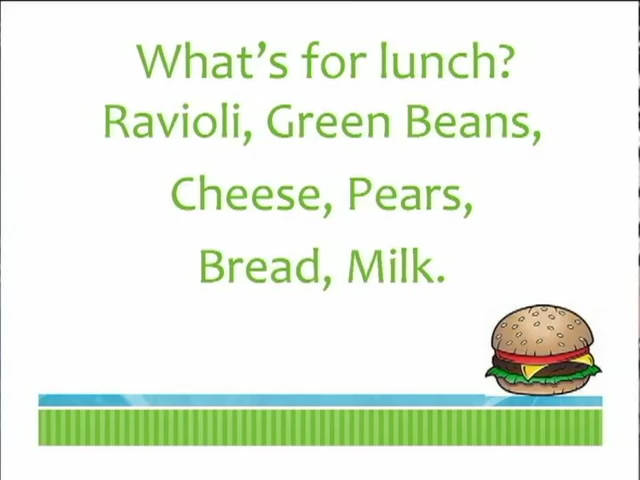 What's for lunch?
Ravioli, Green Beans,
Cheese, Pears,
Bread, Milk.